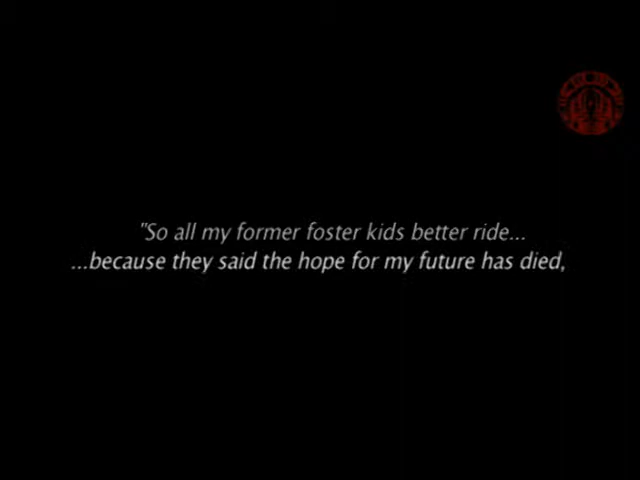 "So all my former foster kids better ride...
...because they said the hope for my future has died,